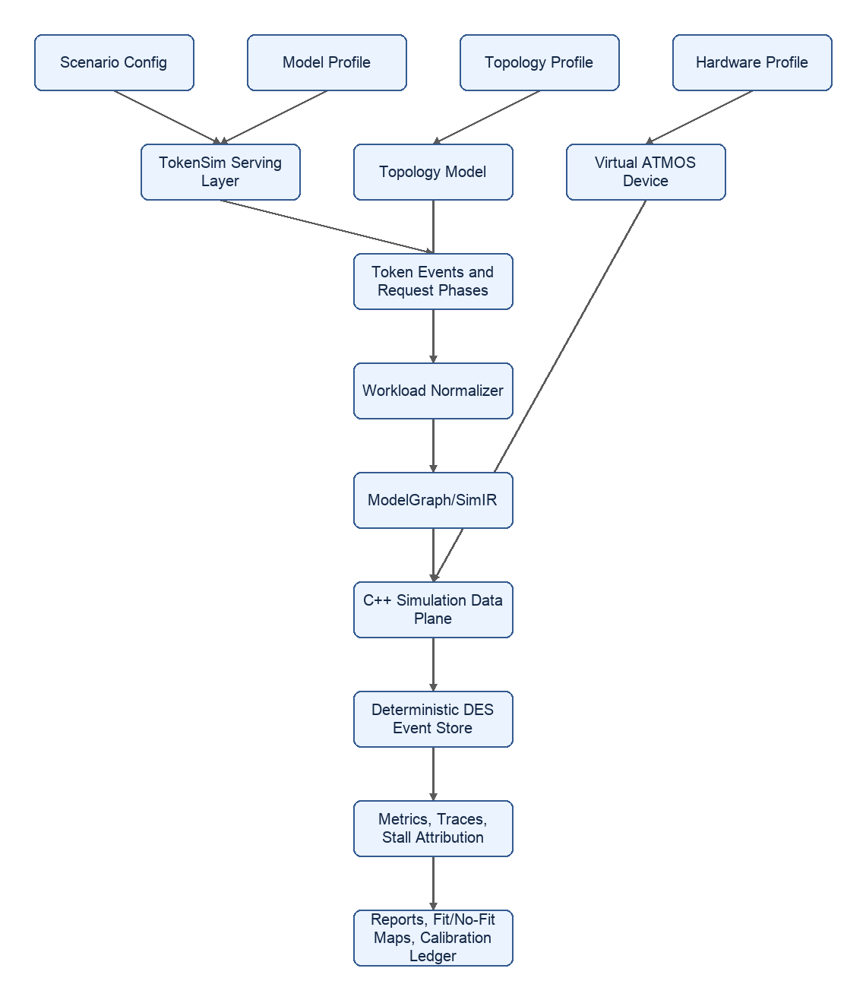 Scenario Config
Model Profile
Topology Profile
Hardware Profile
TokenSim Serving
Layer
Topology Model
Virtual ATMOS
Device
Token Events and
Request Phases
Workload Normalizer
ModelGraph/SimIR
C++ Simulation Data
Plane
Deterministic DES
Event Store
Metrics, Traces,
Stall Attribution
Reports, Fit/No-Fit
Maps, Calibration
Ledger